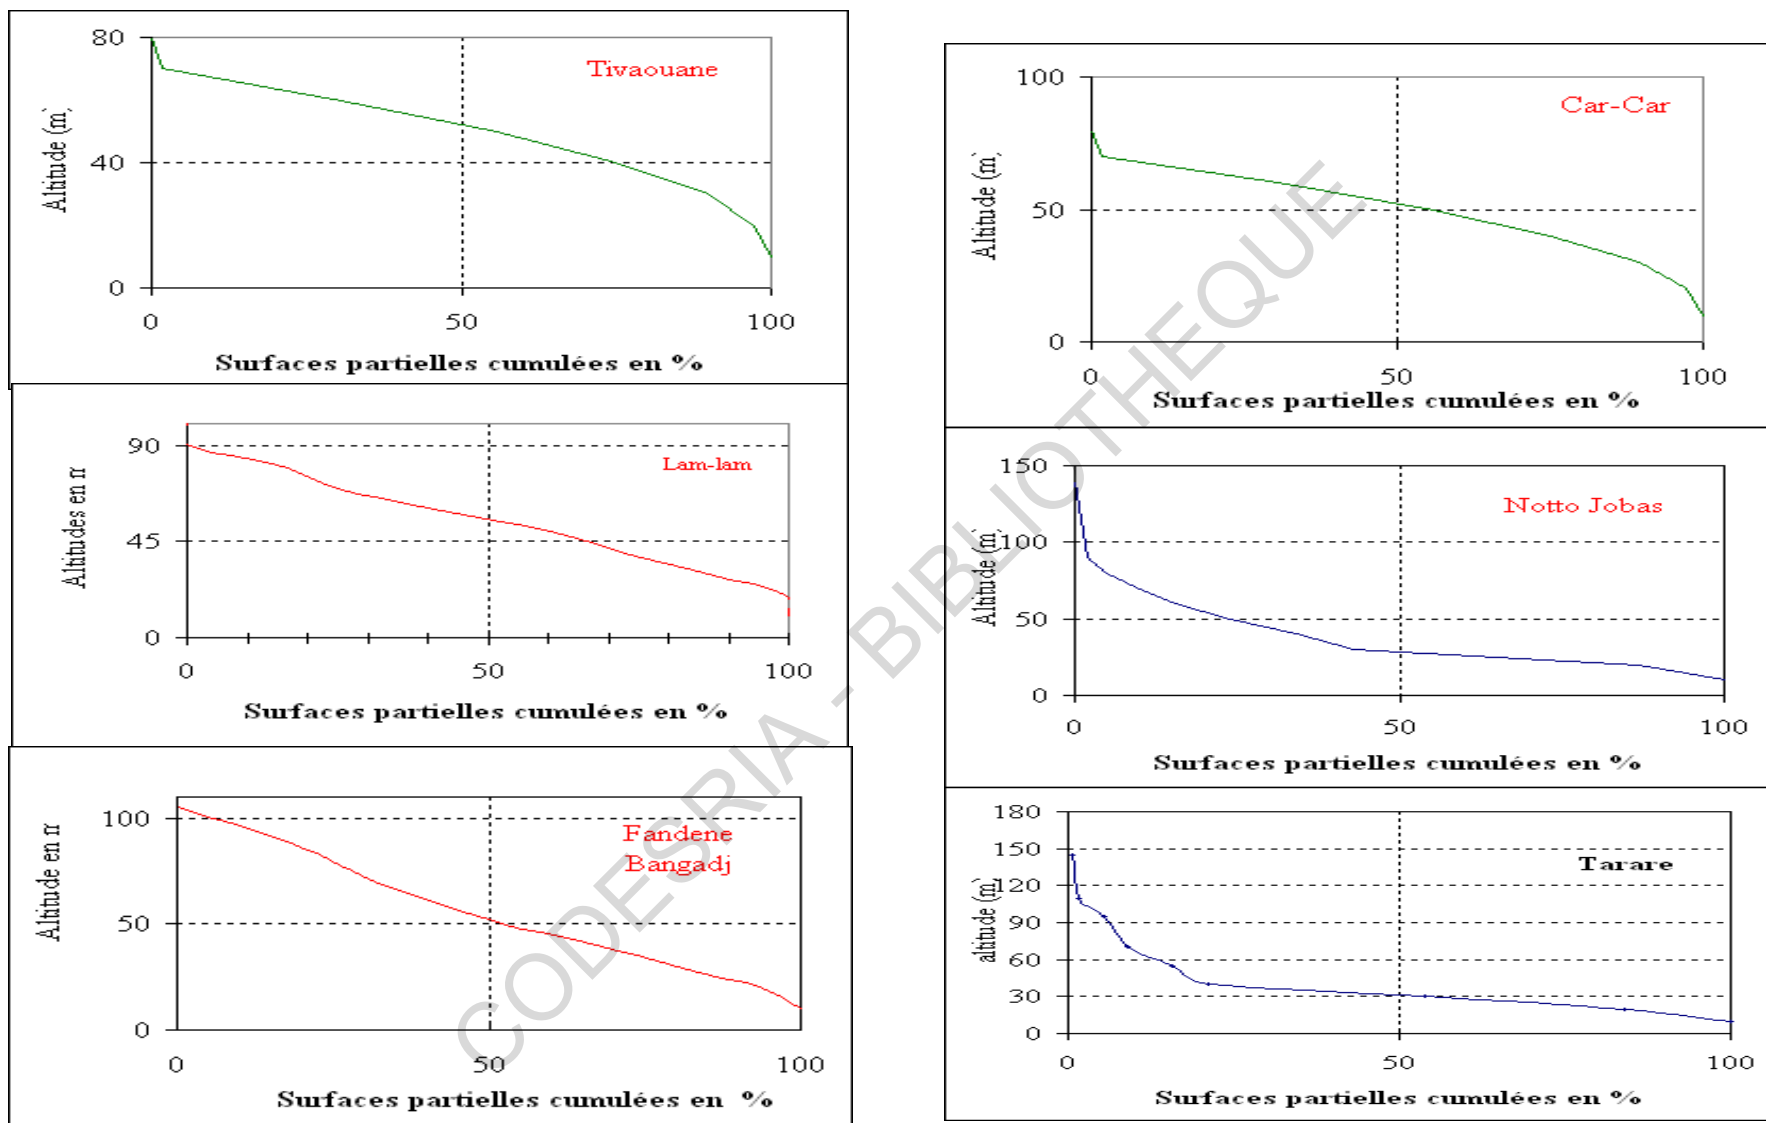 80
40
0
Altitude (m)
Tivaouane
0 50 100
Surfaces partielles cumulées en %
90
45
0
Altitudes en m
Lam-lam
0 50 100
Surfaces partielles cumulées en %
100
50
0
Altitude en m
Fandene
Bangadj
0 50 100
Surfaces partielles cumulées en %
100
50
0
Altitude (m)
Car-Car
0 50 100
Surfaces partielles cumulées en %
150
100
50
0
Altitude (m)
Notto Jobas
0 50 100
Surfaces partielles cumulées en %
180
150
120
90
60
30
0
altitude (m)
Tarare
0 50 100
Surfaces partielles cumulées en %
CODESRIA - BIBLIOTHEQUE